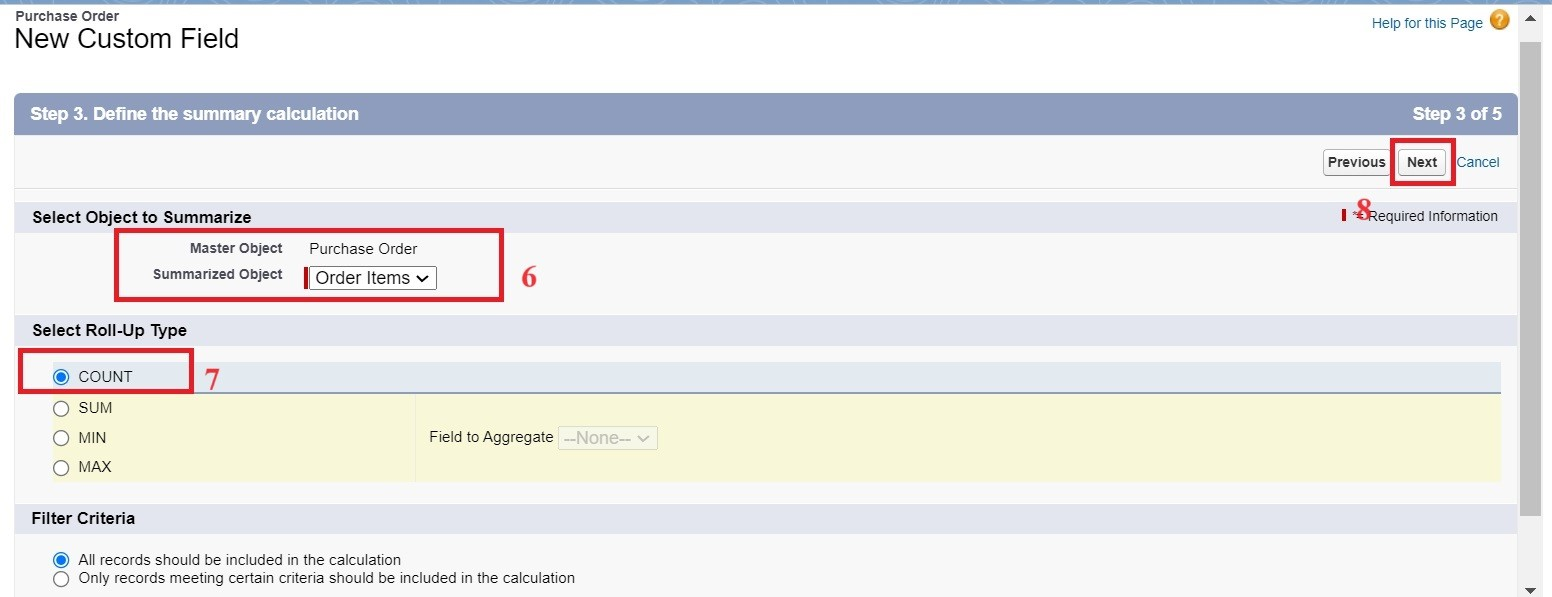 Purchase Order
New Custom Field
Help for this Page ?
Step 3. Define the summary calculation Step 3 of 5
Previous Next Cancel
8
Select Object to Summarize *= Required Information
Master Object Purchase Order
Summarized Object Order Items
6
Select Roll-Up Type
COUNT
7
SUM
MIN Field to Aggregate --None--
MAX
Filter Criteria
All records should be included in the calculation
Only records meeting certain criteria should be included in the calculation